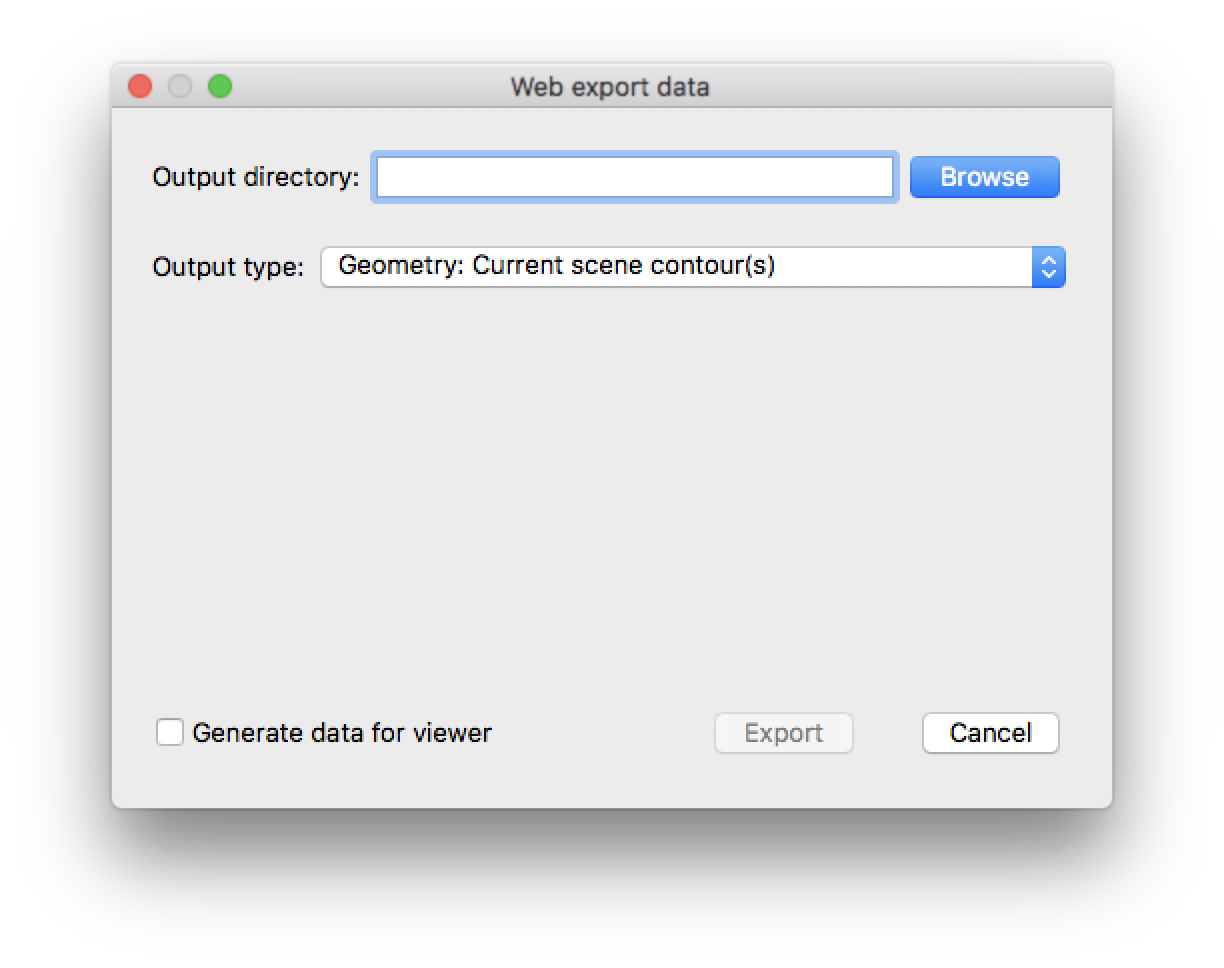 Web export data
Output directory: Browse
Output type: Geometry: Current scene contour(s)
Generate data for viewer Export Cancel